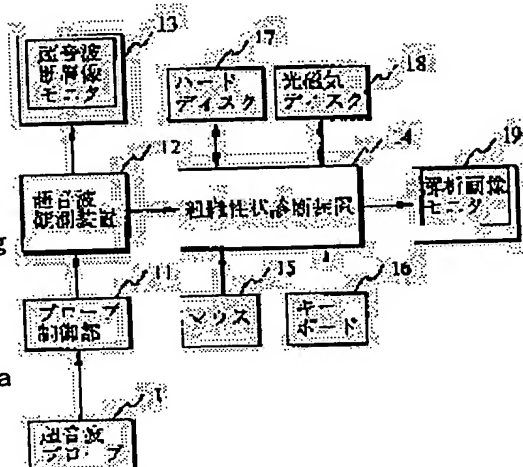 13
超音波
断層像
モニタ
17
ハード
ディスク
光磁気
ディスク
18
12
超音波
観測装置
14
組織性状診断装置
19
解析画像
モニタ
g
11
プローブ
制御部
15
マウス
16
キー
ボード
a
1
超音波
プローブ